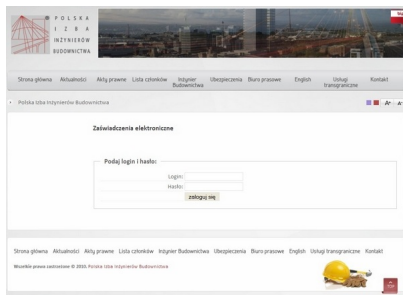 POLSKA
IZBA
INŻYNIERÓW
BUDOWNICTWA
Strona główna Aktualności Akty prawne Lista członków Inżynier Budownictwa Ubezpieczenia Biuro prasowe English Usługi transgraniczne Kontakt
Polska Izba Inżynierów Budownictwa
A+ A-
Zaświadczenia elektroniczne
Podaj login i hasło:
Login:
Hasło:
zaloguj się
Strona główna Aktualności Akty prawne Lista członków Inżynier Budownictwa Ubezpieczenia Biuro prasowe English Usługi transgraniczne Kontakt
Wszelkie prawa zastrzeżone © 2010, Polska Izba Inżynierów Budownictwa